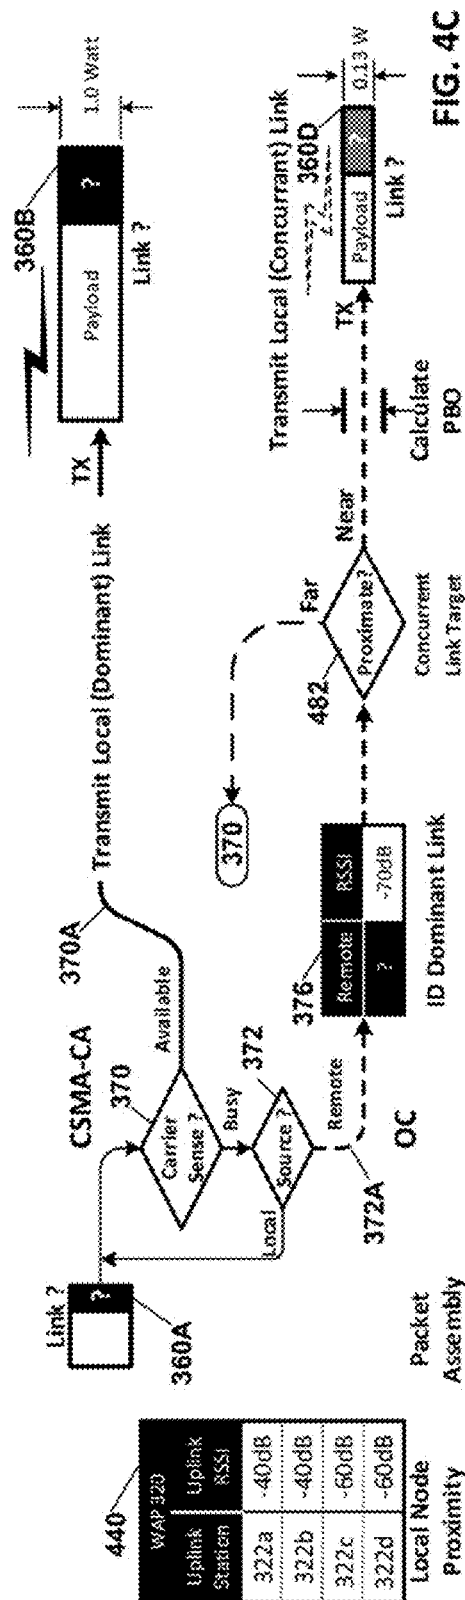 440
WAP 320
Uplink Station
Uplink RSSI
322a
-40dB
322b
-40dB
322c
-60dB
322d
-60dB
Local Node
Proximity
Link ?
?
360A
Packet
Assembly
CSMA-CA
370
Carrier
Sense ?
Available
370A
Busy
372
Source ?
Local
Remote
372A
OC
Transmit Local (Dominant) Link
TX
360B
Payload
?
Link ?
1.0 Watt
376
Remote
RSSI
?
-70dB
ID Dominant Link
370
Far
482
Proximate?
Near
Concurrent
Link Target
Calculate
PBO
Transmit Local (Concurrant) Link
TX
360D
Payload
?
Link ?
0.13 W
FIG. 4C